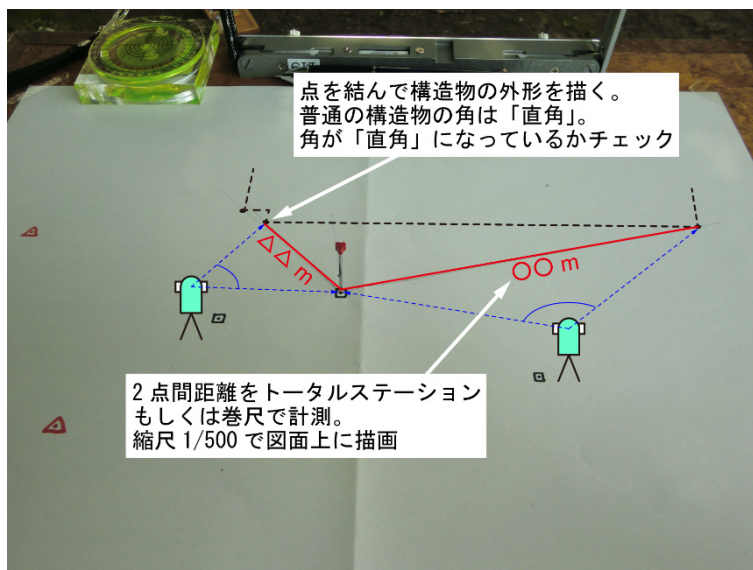 点を結んで構造物の外形を描く。
普通の構造物の角は「直角」。
角が「直角」になっているかチェック
△△ m
○○ m
2点間距離をトータルステーション
もしくは巻尺で計測。
縮尺1/500で図面上に描画